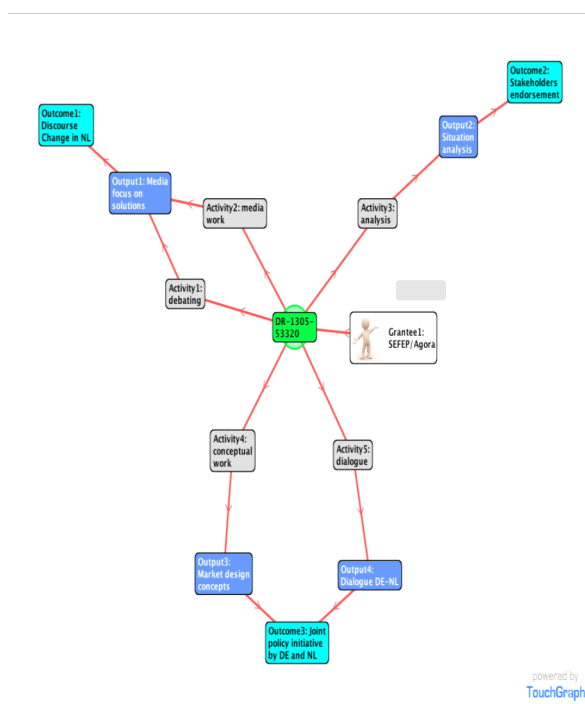 Outcome2:
Stakeholders
endorsement
Outcome1:
Discourse
Change in NL
Output2:
Situation
analysis
Output1: Media
focus on
solutions
Activity2: media
work
Activity3:
analysis
Activity1:
debating
DR-1305-
53320
Grantee1:
SEFEP/Agora
Activity4:
conceptual
work
Activity5:
dialogue
Output3:
Market design
concepts
Output4:
Dialogue DE-NL
Outcome3: Joint
policy initiative
by DE and NL
powered by
TouchGraph